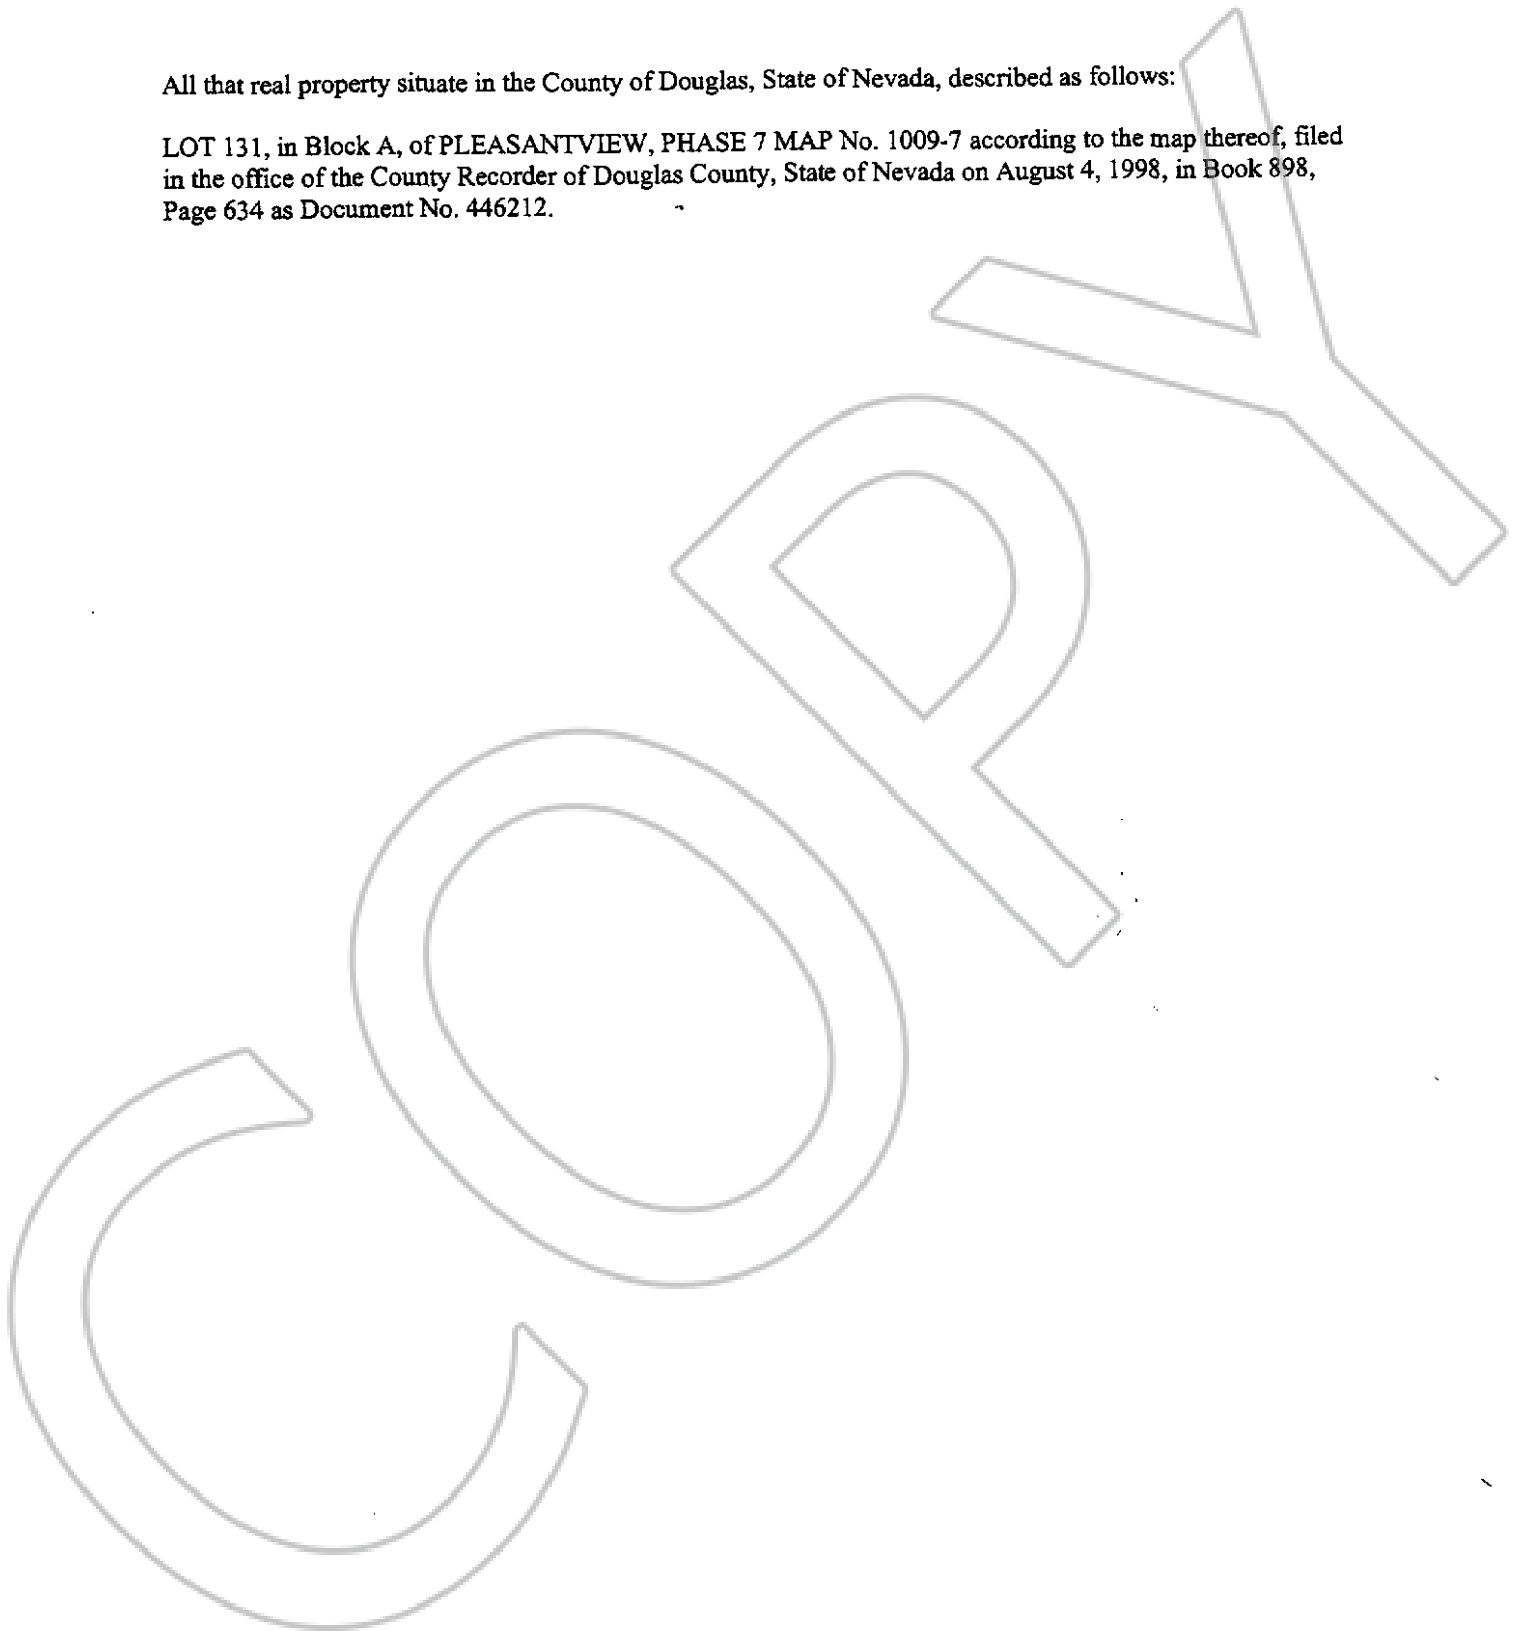 All that real property situate in the County of Douglas, State of Nevada, described as follows:
LOT 131, in Block A, of PLEASANTVIEW, PHASE 7 MAP No. 1009-7 according to the map thereof, filed
in the office of the County Recorder of Douglas County, State of Nevada on August 4, 1998, in Book 898,
Page 634 as Document No. 446212.
COPY